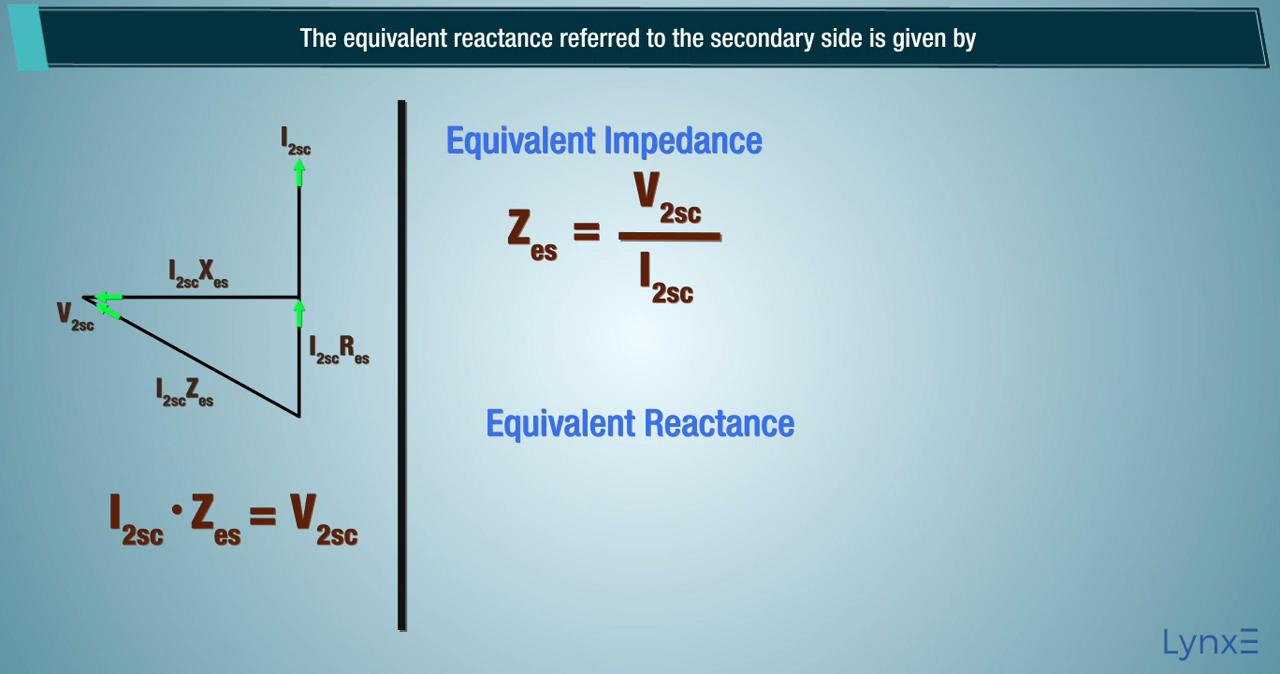 The equivalent reactance referred to the secondary side is given by
I2sc
I2scXes
V2sc
I2scRes
I2scZes
I2sc · Zes = V2sc
Equivalent Impedance
Zes = V2sc
I2sc
Equivalent Reactance
LynxE